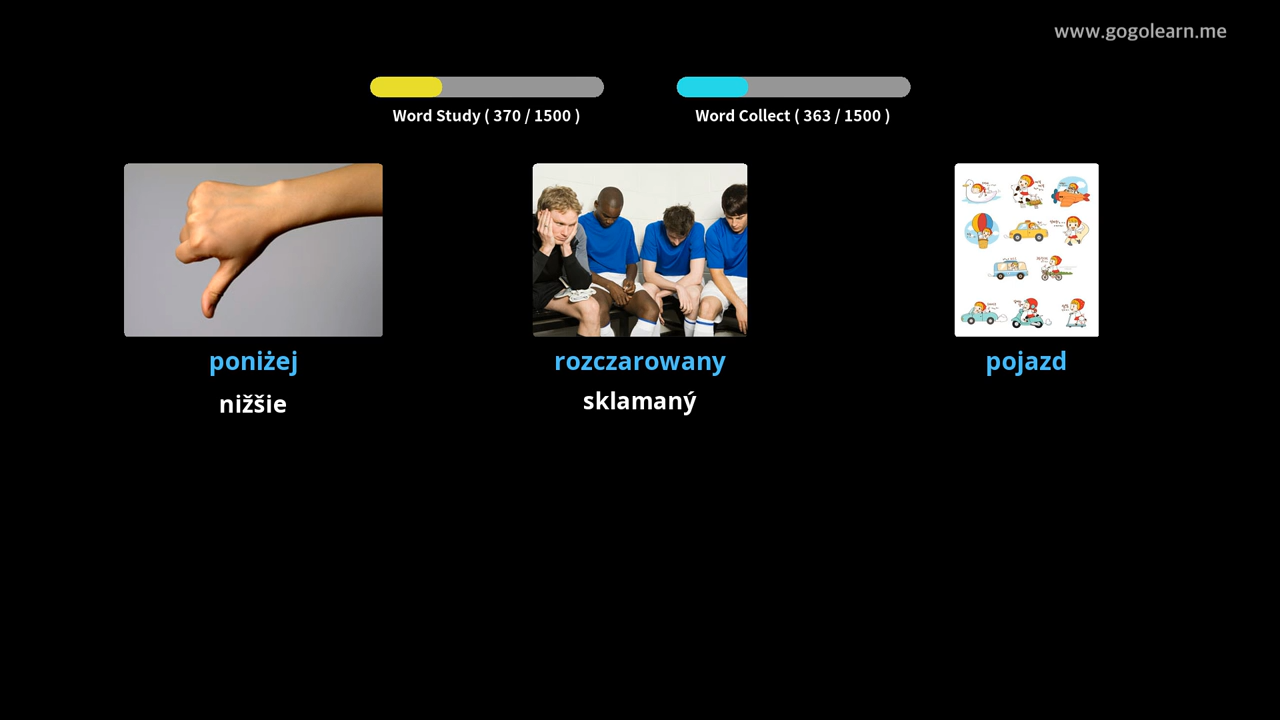 www.gogolearn.me
Word Study ( 370 / 1500 )
Word Collect ( 363 / 1500 )
poniżej
rozczarowany
pojazd
nižšie
sklamaný